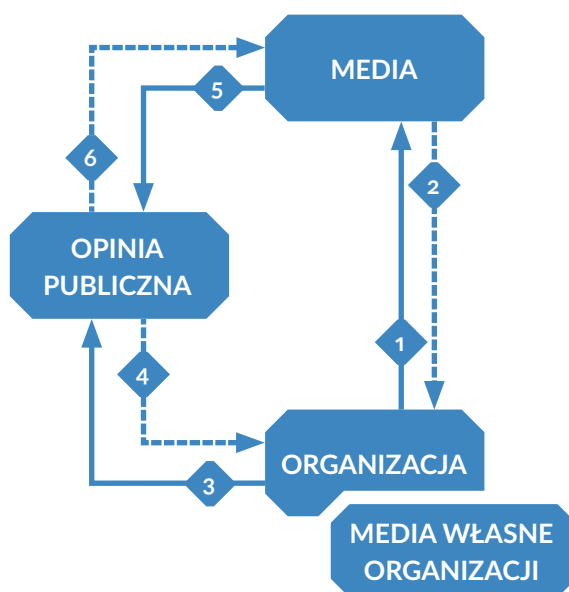 MEDIA
5
6
2
OPINIA
PUBLICZNA
1
4
ORGANIZACJA
3
MEDIA WŁASNE
ORGANIZACJI